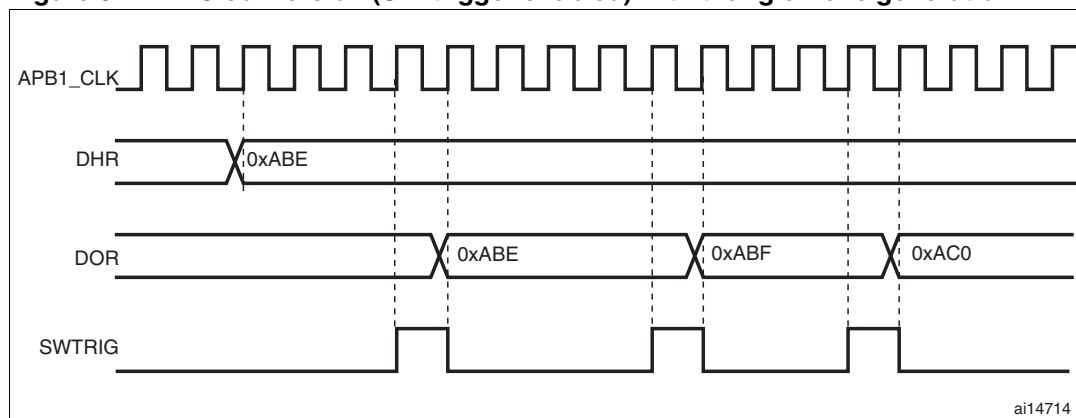 APB1_CLK
DHR
0xABE
DOR
0xABE
0xABF
0xAC0
SWTRIG
ai14714